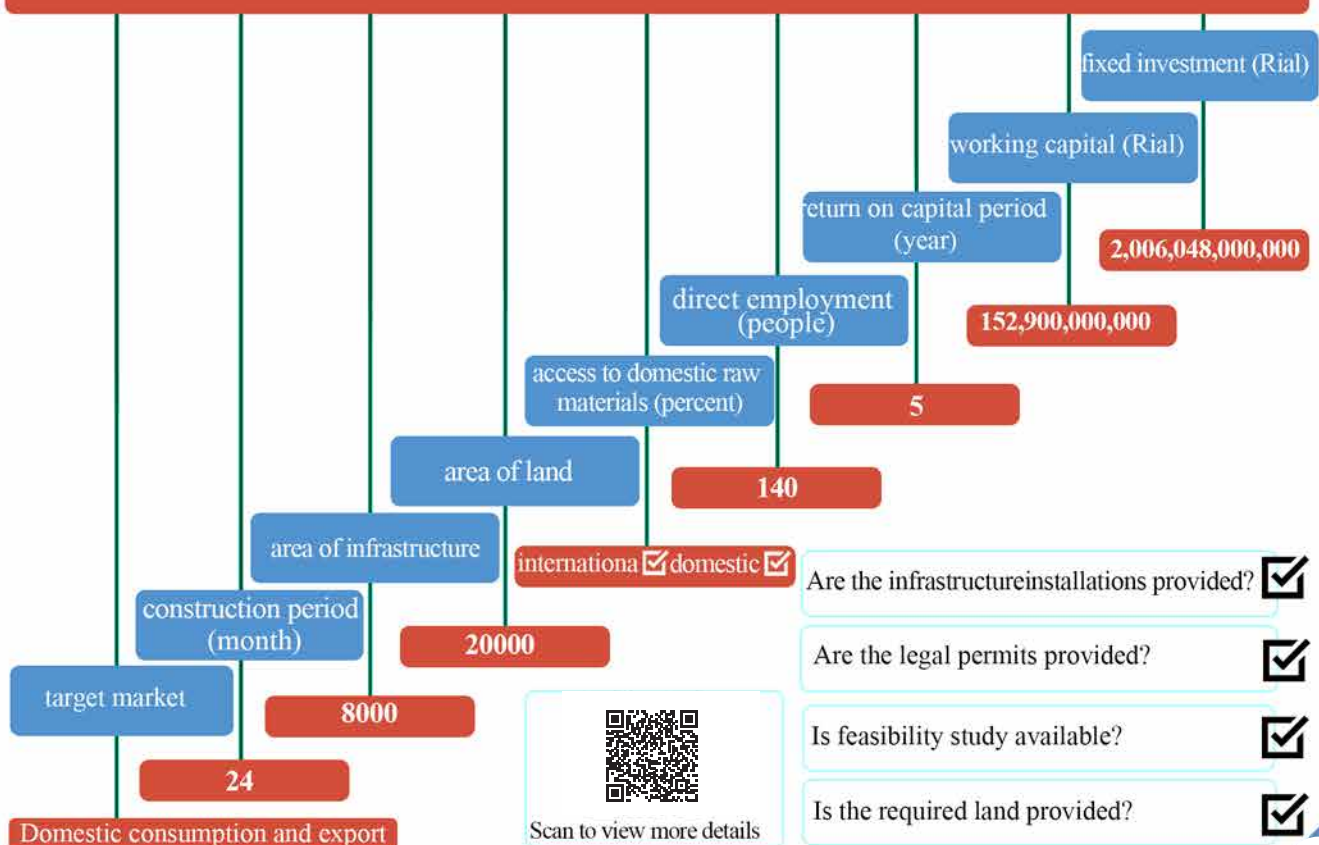 fixed investment (Rial)
2,006,048,000,000
working capital (Rial)
152,900,000,000
return on capital period
(year)
5
direct employment
(people)
140
access to domestic raw
materials (percent)
internationa domestic
area of land
20000
area of infrastructure
8000
construction period
(month)
24
target market
Domestic consumption and export
Scan to view more details
Are the infrastructureinstallations provided?
Are the legal permits provided?
Is feasibility study available?
Is the required land provided?